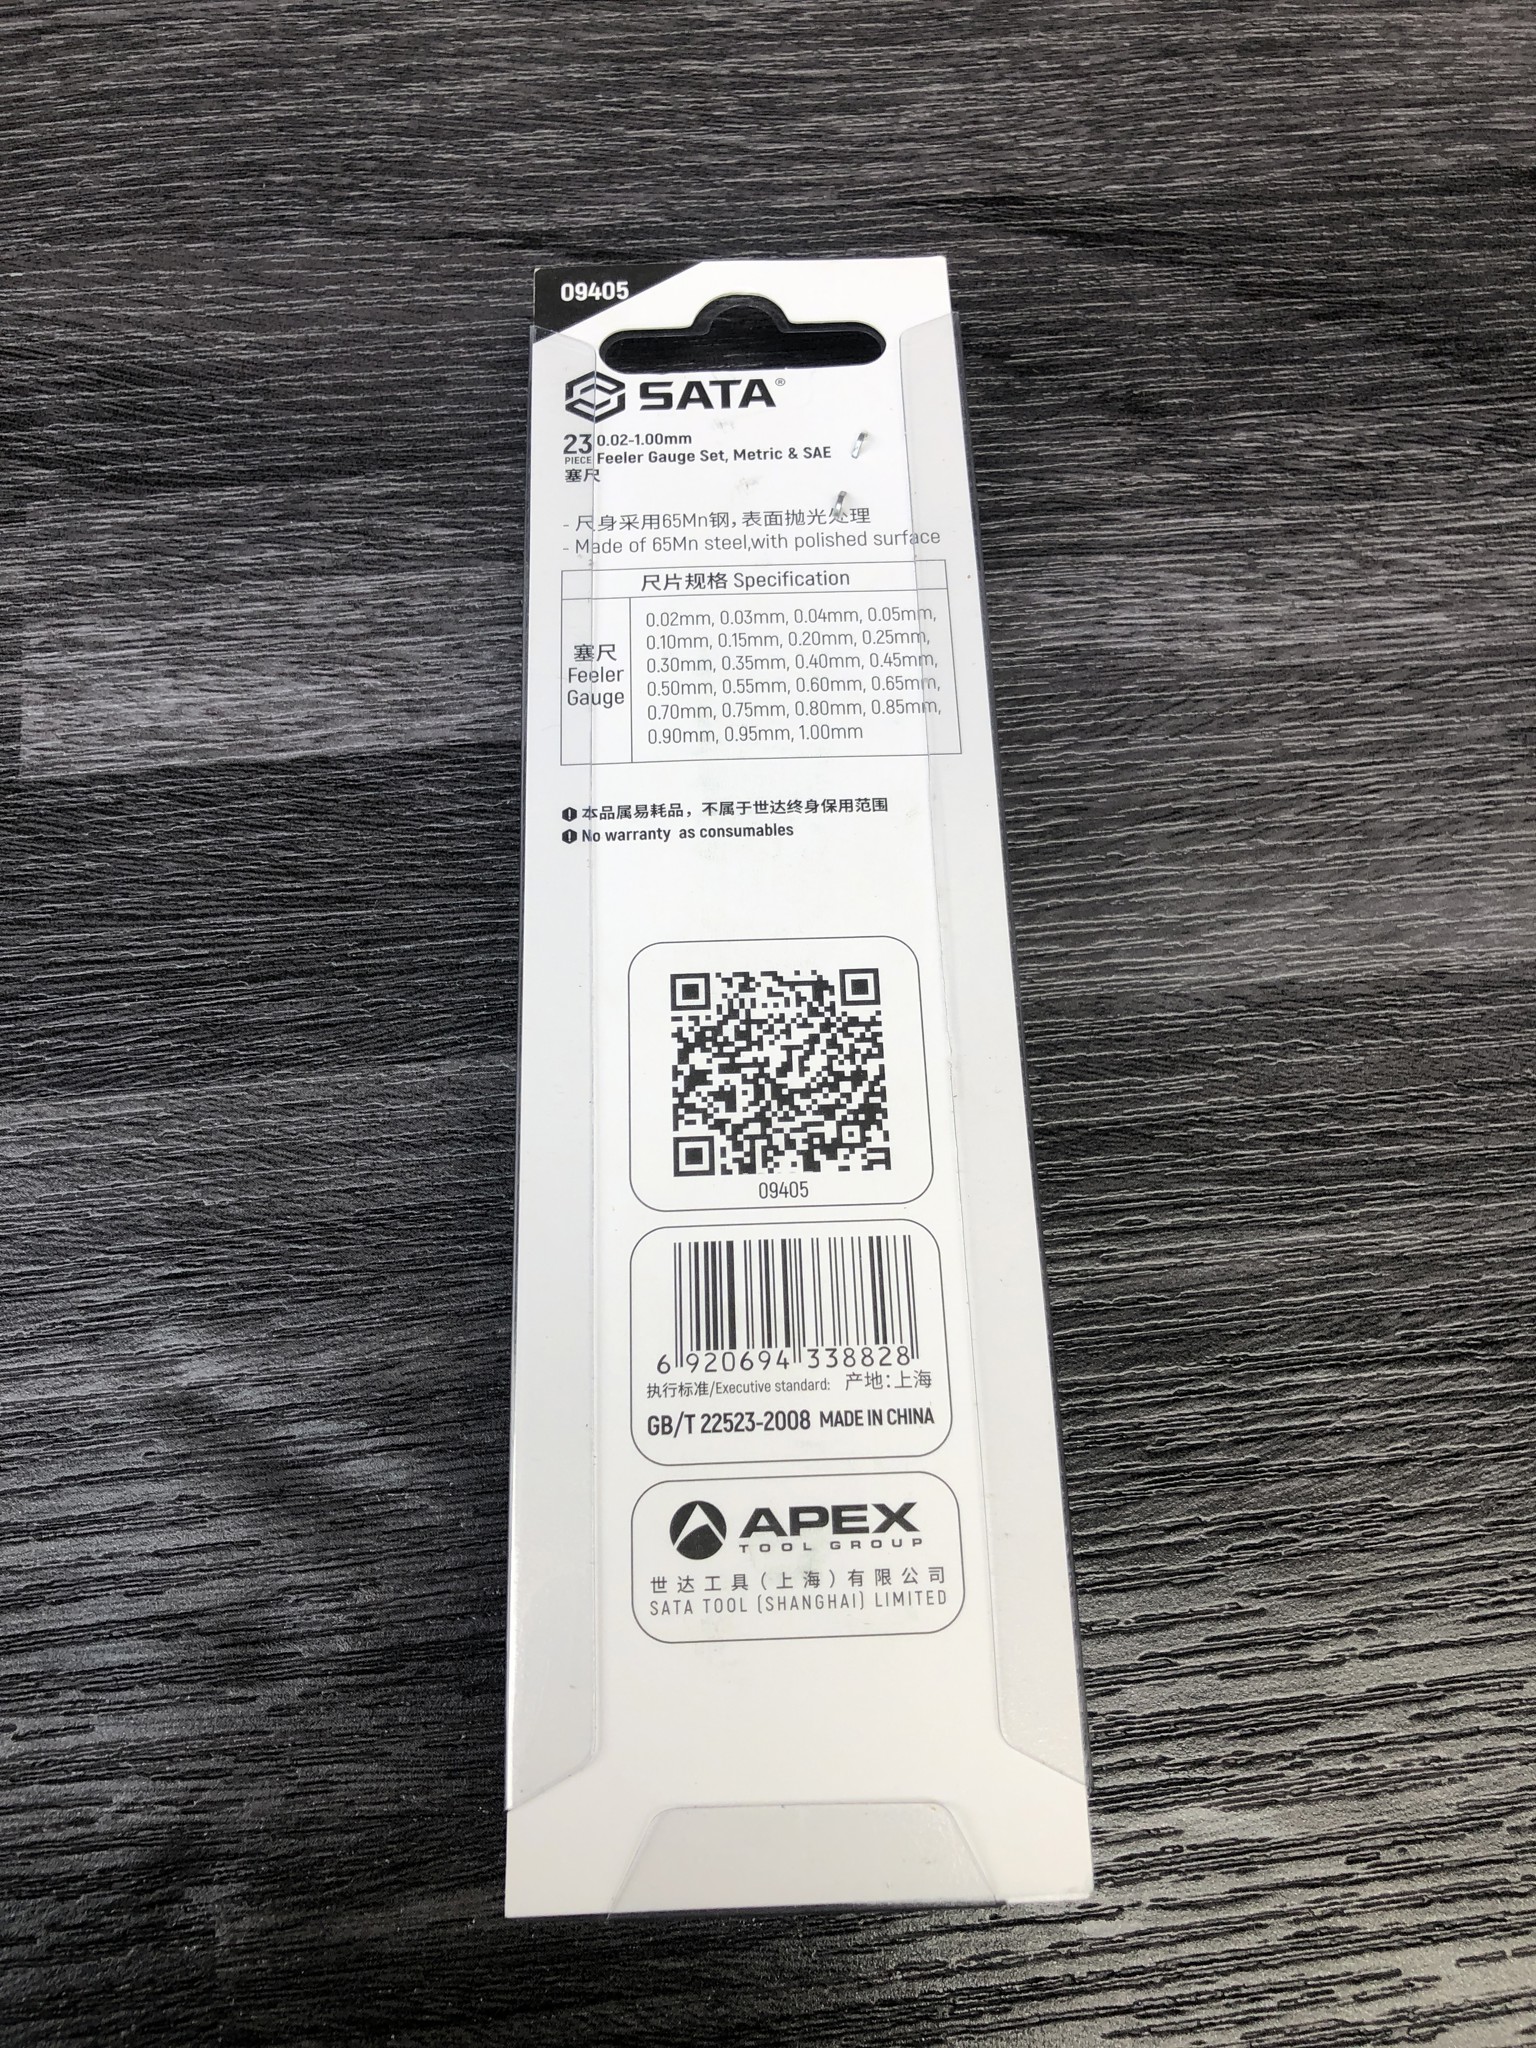 09405
SATA®
23 PIECE
0.02-1.00mm
Feeler Gauge Set, Metric & SAE
塞尺
- 尺身采用65Mn钢，表面抛光处理
- Made of 65Mn steel,with polished surface
尺片规格 Specification
塞尺
Feeler
Gauge
0.02mm, 0.03mm, 0.04mm, 0.05mm,
0.10mm, 0.15mm, 0.20mm, 0.25mm,
0.30mm, 0.35mm, 0.40mm, 0.45mm,
0.50mm, 0.55mm, 0.60mm, 0.65mm,
0.70mm, 0.75mm, 0.80mm, 0.85mm,
0.90mm, 0.95mm, 1.00mm
本品属易耗品，不属于世达终身保用范围
No warranty as consumables
09405
6 920694 338828
执行标准/Executive standard: 产地：上海
GB/T 22523-2008 MADE IN CHINA
APEX
TOOL GROUP
世达工具（上海）有限公司
SATA TOOL (SHANGHAI) LIMITED